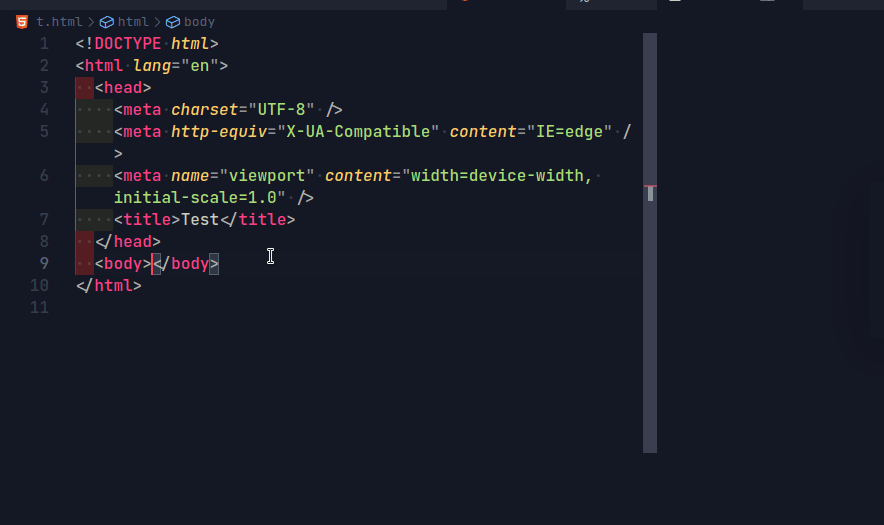 t.html > html > body
1 <!DOCTYPE html>
2 <html lang="en">
3 <head>
4 <meta charset="UTF-8" />
5 <meta http-equiv="X-UA-Compatible" content="IE=edge" /
>
6 <meta name="viewport" content="width=device-width,
initial-scale=1.0" />
7 <title>Test</title>
8 </head>
9 <body></body>
10 </html>
11